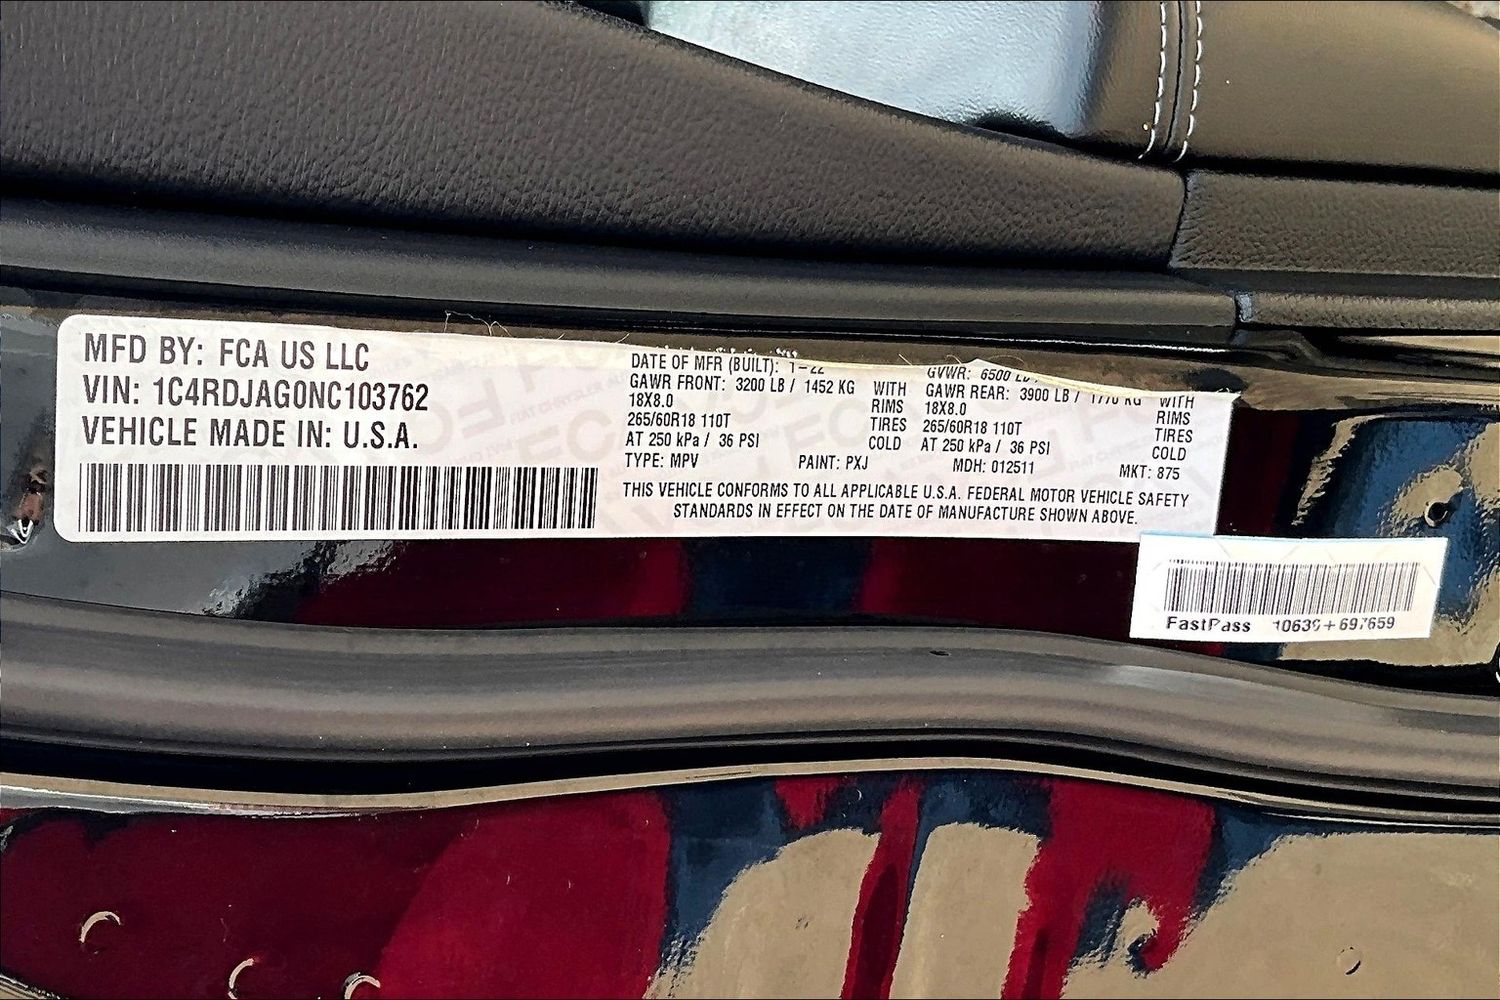 MFD BY: FCA US LLC
VIN: 1C4RDJAG0NC103762
VEHICLE MADE IN: U.S.A.
DATE OF MFR (BUILT): 1-22
GAWR FRONT: 3200 LB / 1452 KG WITH
18X8.0 RIMS
265/60R18 110T TIRES
AT 250 kPa / 36 PSI COLD
GVWR: 6500 LB
GAWR REAR: 3900 LB / 1770 KG WITH
18X8.0 RIMS
265/60R18 110T TIRES
AT 250 kPa / 36 PSI COLD
TYPE: MPV PAINT: PXJ MDH: 012511 MKT: 875
THIS VEHICLE CONFORMS TO ALL APPLICABLE U.S.A. FEDERAL MOTOR VEHICLE SAFETY
STANDARDS IN EFFECT ON THE DATE OF MANUFACTURE SHOWN ABOVE.
FastPass 10639+697659